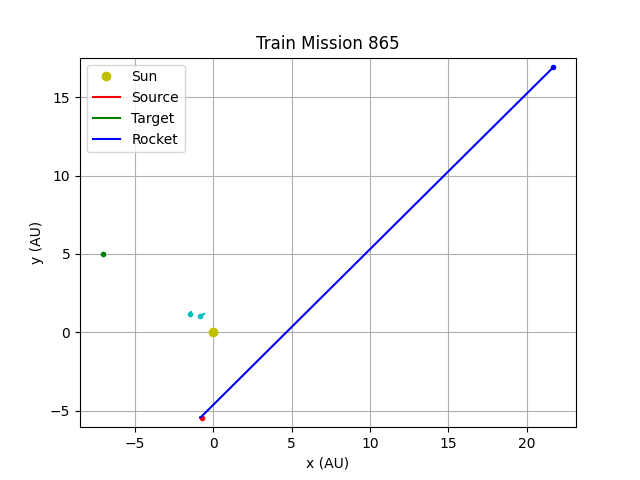 Train Mission 865
Sun
Source
Target
Rocket
15
10
5
0
−5
y (AU)
−5 0 5 10 15 20
x (AU)